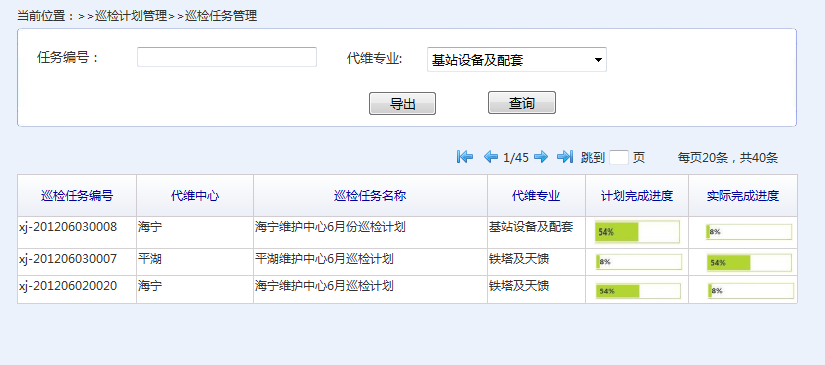 当前位置：>>巡检计划管理>>巡检任务管理
任务编号： 代维专业: 基站设备及配套
导出 查询
1/45 跳到 页 每页20条，共40条
巡检任务编号 代维中心 巡检任务名称 代维专业 计划完成进度 实际完成进度
xj-201206030008 海宁 海宁维护中心6月份巡检计划 基站设备及配套 54% 8%
xj-201206030007 平湖 平湖维护中心6月巡检计划 铁塔及天馈 8% 54%
xj-201206020020 海宁 海宁维护中心6月巡检计划 铁塔及天馈 54% 8%